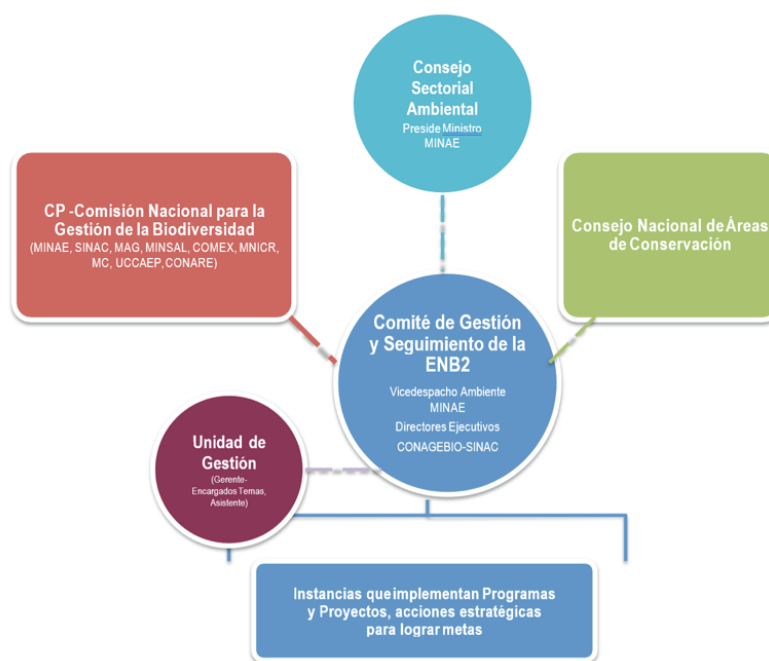 Consejo
Sectorial
Ambiental
Preside Ministro
MINAE
CP -Comisión Nacional para la
Gestión de la Biodiversidad
(MINAE, SINAC, MAG, MINSAL, COMEX, MNICR,
MC, UCCAEP, CONARE)
Consejo Nacional de Áreas
de Conservación
Comité de Gestión
y Seguimiento de la
ENB2
Vicedespacho Ambiente
MINAE
Directores Ejecutivos
CONAGEBIO-SINAC
Unidad de
Gestión
(Gerente-
Encargados Temas,
Asistente)
Instancias que implementan Programas
y Proyectos, acciones estratégicas
para lograr metas